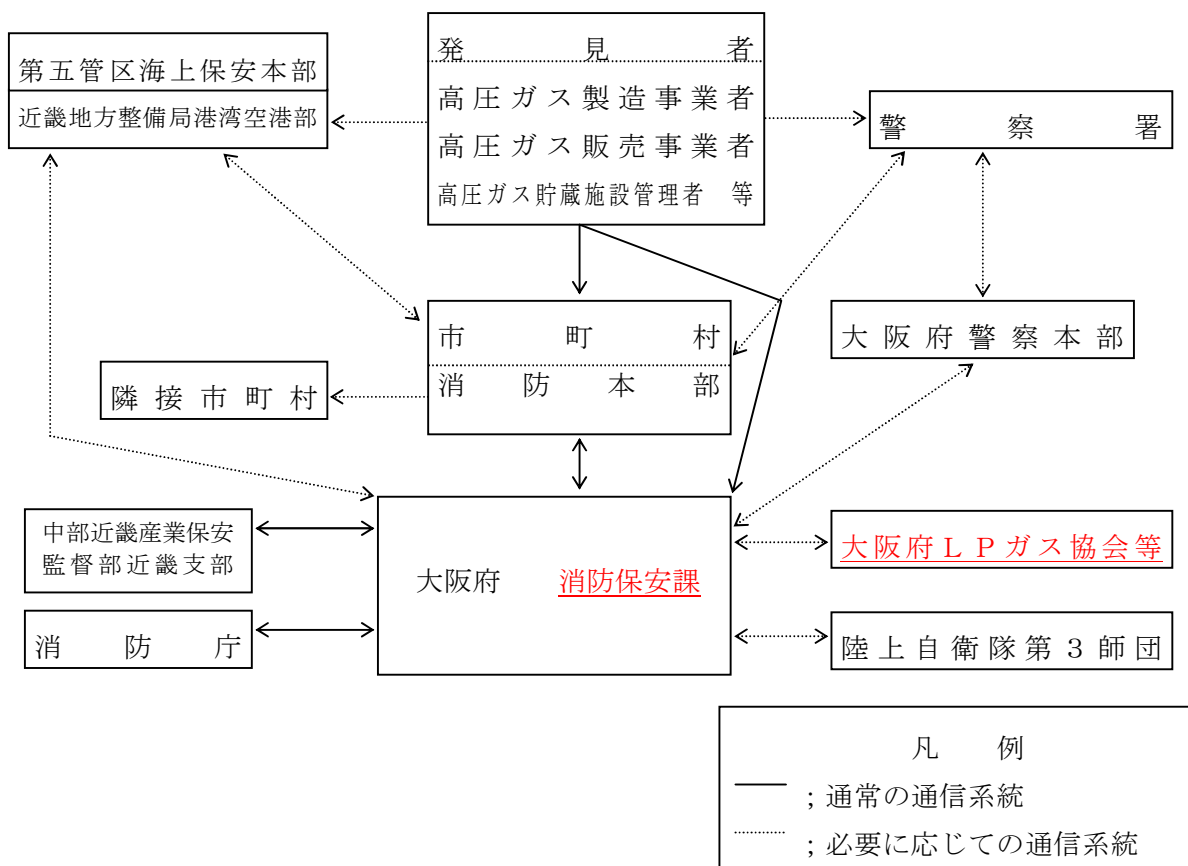 発見者
高圧ガス製造事業者
高圧ガス販売事業者
高圧ガス貯蔵施設管理者 等
第五管区海上保安本部
近畿地方整備局港湾空港部
警察署
市町村
消防本部
大阪府警察本部
隣接市町村
中部近畿産業保安
監督部近畿支部
大阪府 消防保安課
大阪府LPガス協会等
消防庁
陸上自衛隊第3師団
凡例
；通常の通信系統
；必要に応じての通信系統